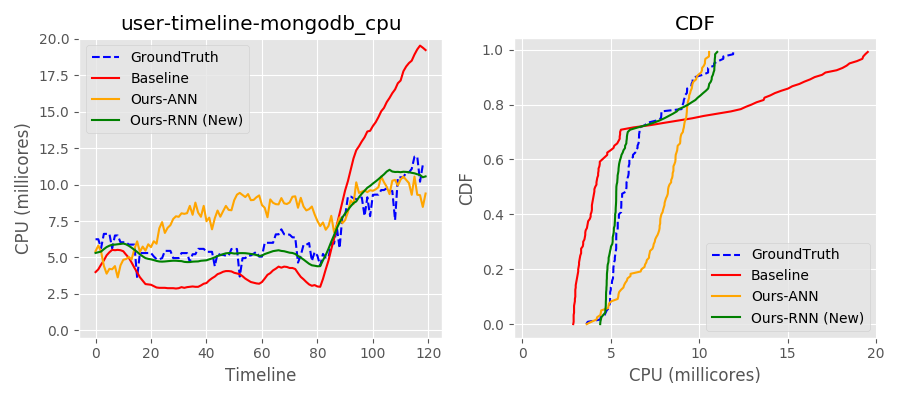 user-timeline-mongodb_cpu
CPU (millicores)
20.0
17.5
15.0
12.5
10.0
7.5
5.0
2.5
0.0
GroundTruth
Baseline
Ours-ANN
Ours-RNN (New)
0 20 40 60 80 100 120
Timeline
CDF
CDF
1.0
0.8
0.6
0.4
0.2
0.0
GroundTruth
Baseline
Ours-ANN
Ours-RNN (New)
0 5 10 15 20
CPU (millicores)